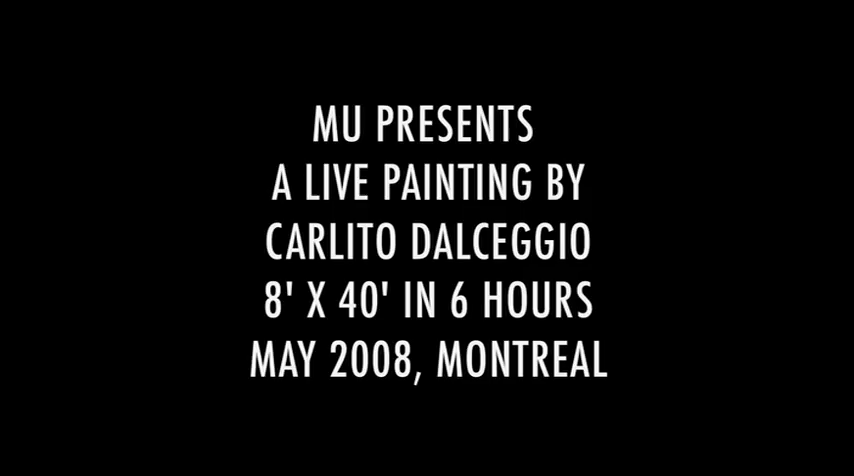 MU PRESENTS
A LIVE PAINTING BY
CARLITO DALCEGGIO
8' X 40' IN 6 HOURS
MAY 2008, MONTREAL